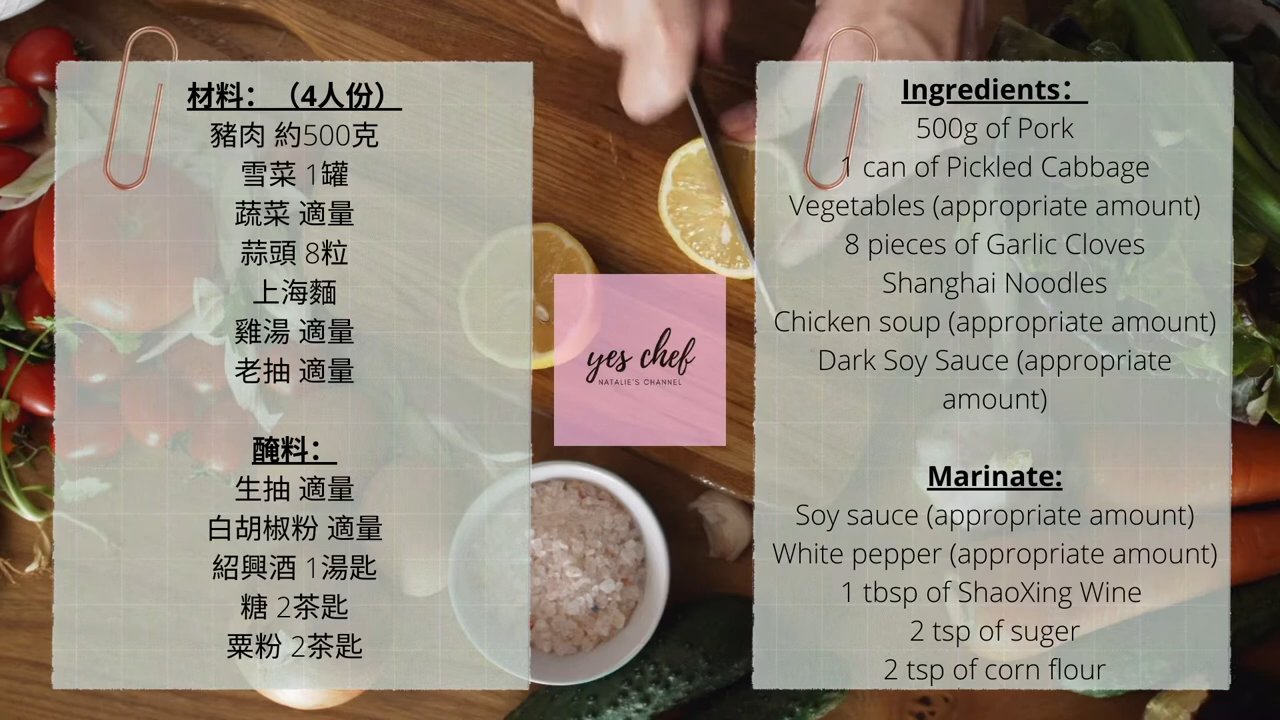 材料：（4人份）
豬肉 約500克
雪菜 1罐
蔬菜 適量
蒜頭 8粒
上海麵
雞湯 適量
老抽 適量
醃料：
生抽 適量
白胡椒粉 適量
紹興酒 1湯匙
糖 2茶匙
粟粉 2茶匙
yes chef
NATALIE'S CHANNEL
Ingredients：
500g of Pork
1 can of Pickled Cabbage
Vegetables (appropriate amount)
8 pieces of Garlic Cloves
Shanghai Noodles
Chicken soup (appropriate amount)
Dark Soy Sauce (appropriate
amount)
Marinate:
Soy sauce (appropriate amount)
White pepper (appropriate amount)
1 tbsp of ShaoXing Wine
2 tsp of suger
2 tsp of corn flour